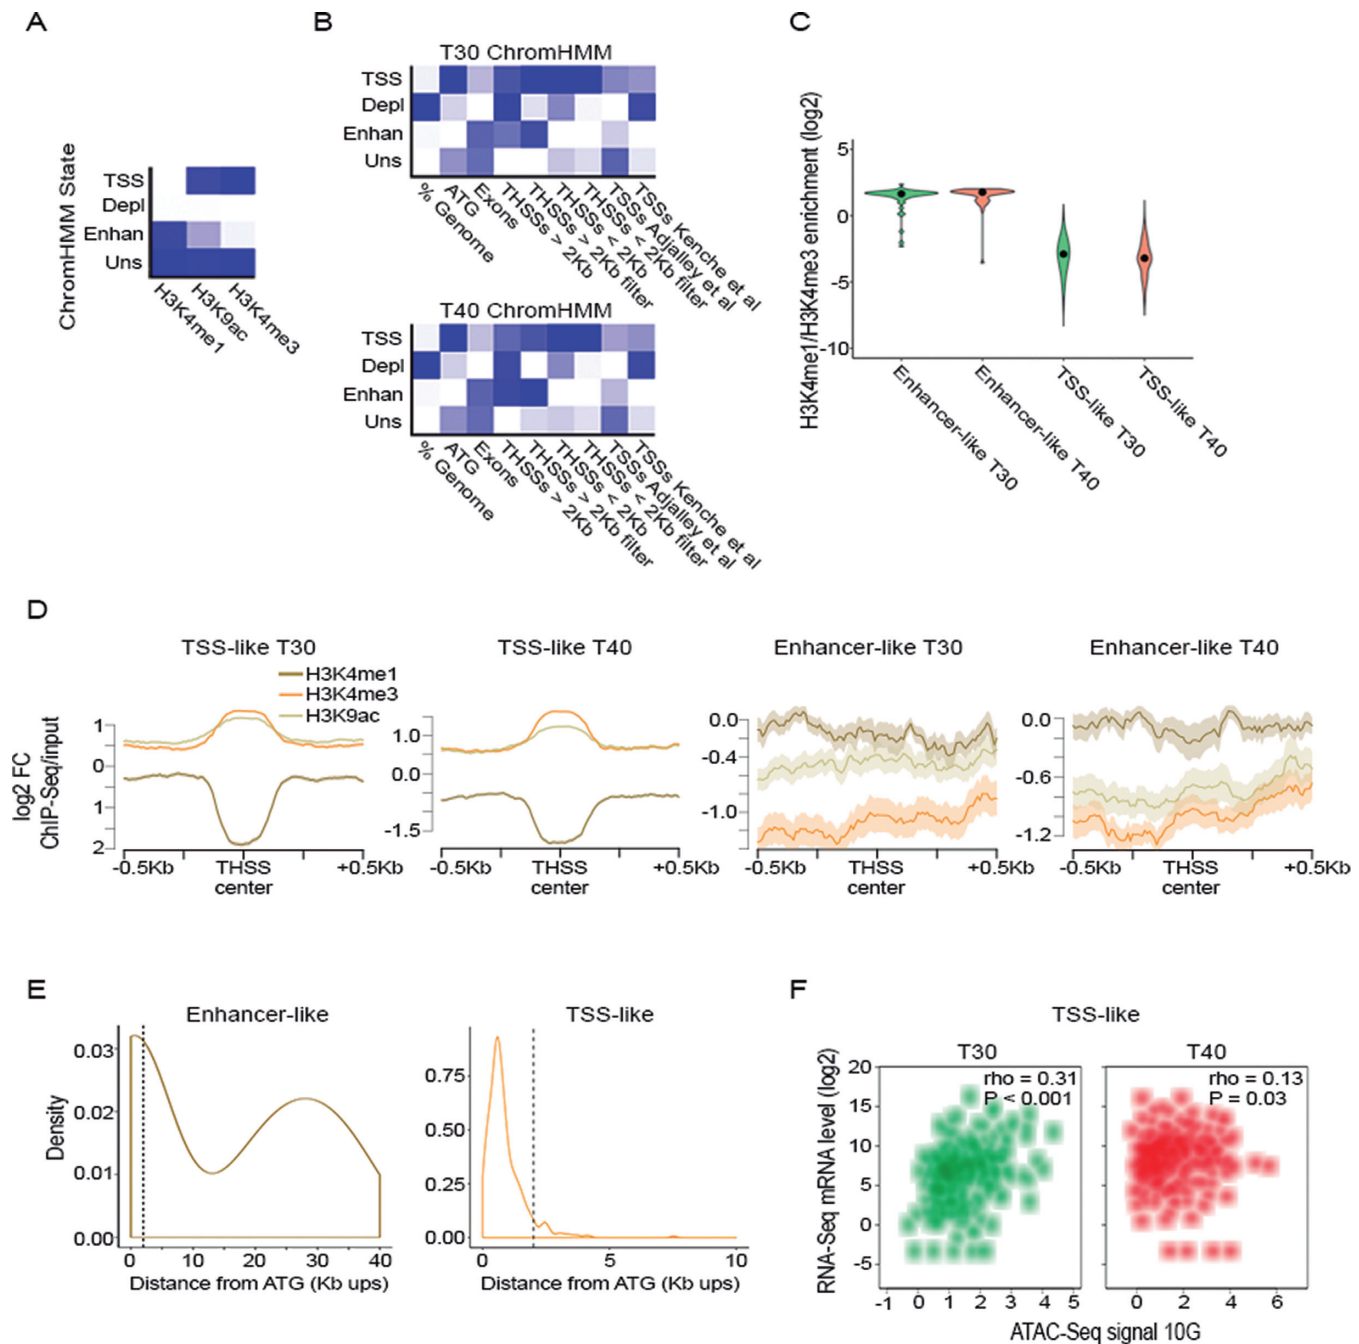 A
ChromHMM State
TSS
Depl
Enhan
Uns
H3K4me1
H3K9ac
H3K4me3
B
T30 ChromHMM
TSS
Depl
Enhan
Uns
% Genome
ATG
Exons
THSSs > 2Kb
THSSs > 2Kb filter
THSSs < 2Kb
THSSs < 2Kb filter
TSSs Adjalley et al
TSSs Kenche et al
T40 ChromHMM
TSS
Depl
Enhan
Uns
% Genome
ATG
Exons
THSSs > 2Kb
THSSs > 2Kb filter
THSSs < 2Kb
THSSs < 2Kb filter
TSSs Adjalley et al
TSSs Kenche et al
C
H3K4me1/H3K4me3 enrichment (log2)
5
0
-5
-10
Enhancer-like T30
Enhancer-like T40
TSS-like T30
TSS-like T40
D
TSS-like T30
H3K4me1
H3K4me3
H3K9ac
log2 FC
ChIP-Seq/input
1
0
1
2
-0.5Kb THSS +0.5Kb
center
TSS-like T40
1.0
0.0
-1.5
-0.5Kb THSS +0.5Kb
center
Enhancer-like T30
0.0
-0.4
-1.0
-0.5Kb THSS +0.5Kb
center
Enhancer-like T40
0.0
-0.6
-1.2
-0.5Kb THSS +0.5Kb
center
E
Enhancer-like
Density
0.03
0.02
0.01
0.00
0 10 20 30 40
Distance from ATG (Kb ups)
TSS-like
0.75
0.50
0.25
0.00
0 5 10
Distance from ATG (Kb ups)
F
TSS-like
RNA-Seq mRNA level (log2)
T30
rho = 0.31
P < 0.001
20
15
10
5
0
-5
-1 0 1 2 3 4 5
T40
rho = 0.13
P = 0.03
0 2 4 6
ATAC-Seq signal 10G